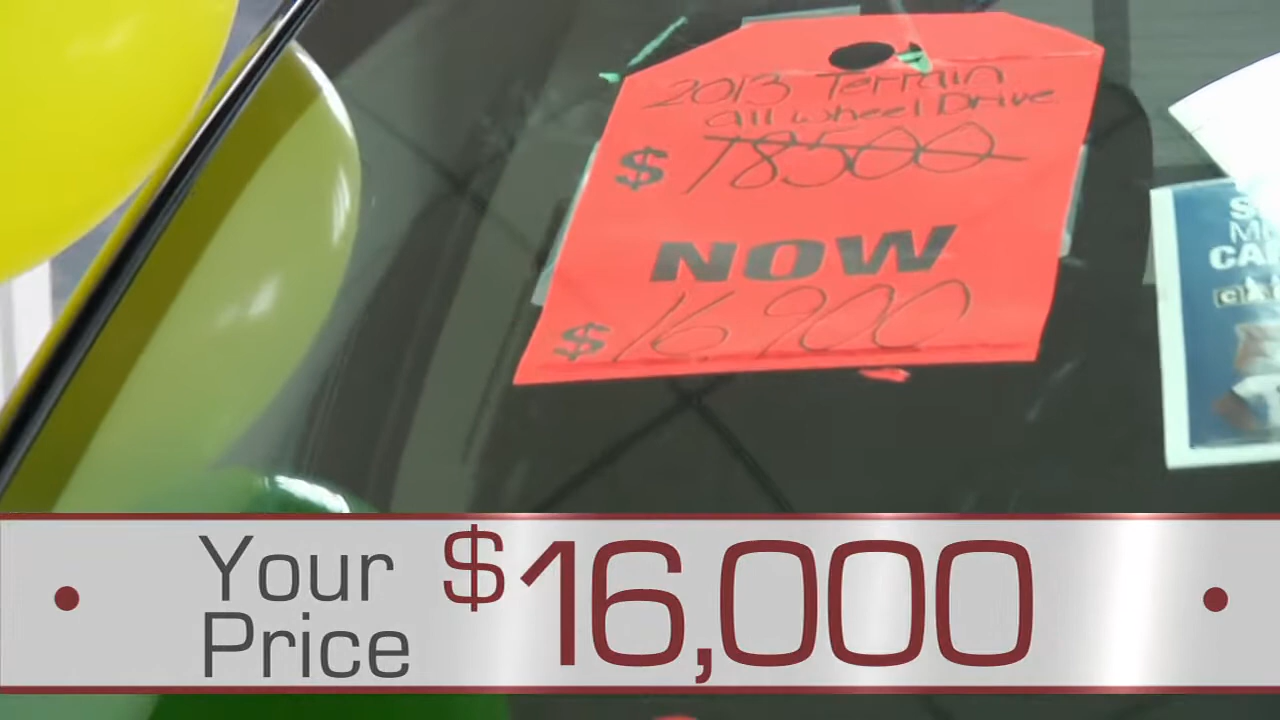 2013 Terrain
all wheel Drive
$ 18500
NOW
$ 16,900
Your
Price
$16,000